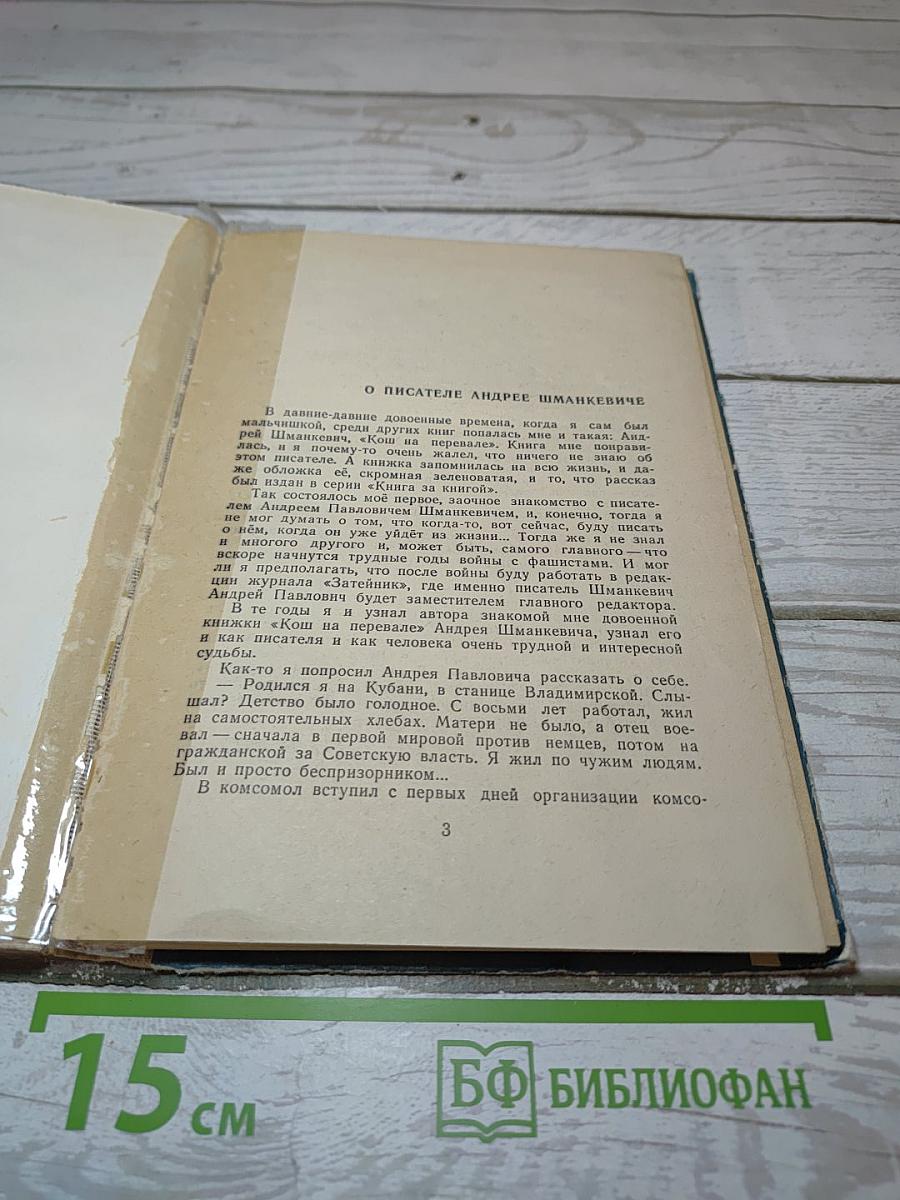 О ПИСАТЕЛЕ АНДРЕЕ ШМАНКЕВИЧЕ
В давние-давние довоенные времена, когда я сам был
мальчишкой, среди других книг попалась мне и такая: Анд-
рей Шманкевич, «Кош на перевале». Книга мне понрави-
лась, и я почему-то очень жалел, что ничего не знаю об
этом писателе. А книжка запомнилась на всю жизнь, и да-
же обложка её, скромная зеленоватая, и то, что рассказ
был издан в серии «Книга за книгой».
Так состоялось моё первое, заочное знакомство с писате-
лем Андреем Павловичем Шманкевичем, и, конечно, тогда я
не мог думать о том, что когда-то, вот сейчас, буду писать
о нём, когда он уже уйдёт из жизни... Тогда же я не знал
и многого другого и, может быть, самого главного — что
вскоре начнутся трудные годы войны с фашистами. И мог
ли я предполагать, что после войны буду работать в редак-
ции журнала «Затейник», где именно писатель Шманкевич
Андрей Павлович будет заместителем главного редактора.
В те годы я и узнал автора знакомой мне довоенной
книжки «Кош на перевале» Андрея Шманкевича, узнал его
и как писателя и как человека очень трудной и интересной
судьбы.
Как-то я попросил Андрея Павловича рассказать о себе.
— Родился я на Кубани, в станице Владимирской. Слы-
шал? Детство было голодное. С восьми лет работал, жил
на самостоятельных хлебах. Матери не было, а отец вое-
вал — сначала в первой мировой против немцев, потом на
гражданской за Советскую власть. Я жил по чужим людям.
Был и просто беспризорником...
В комсомол вступил с первых дней организации комсо-
3
15 см
БФ БИБЛИОФАН